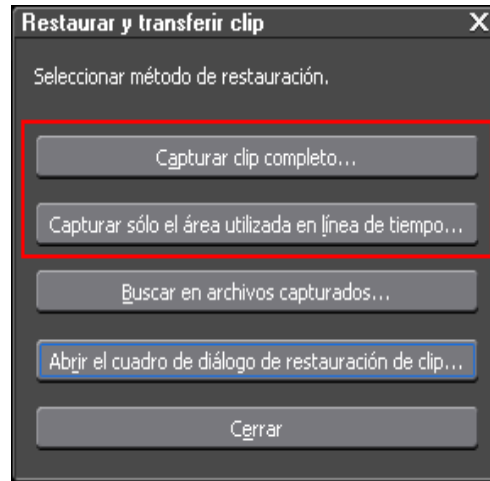 Restaurar y transferir clip X
Seleccionar método de restauración.
Capturar clip completo...
Capturar sólo el área utilizada en línea de tiempo...
Buscar en archivos capturados...
Abrir el cuadro de diálogo de restauración de clip...
Cerrar